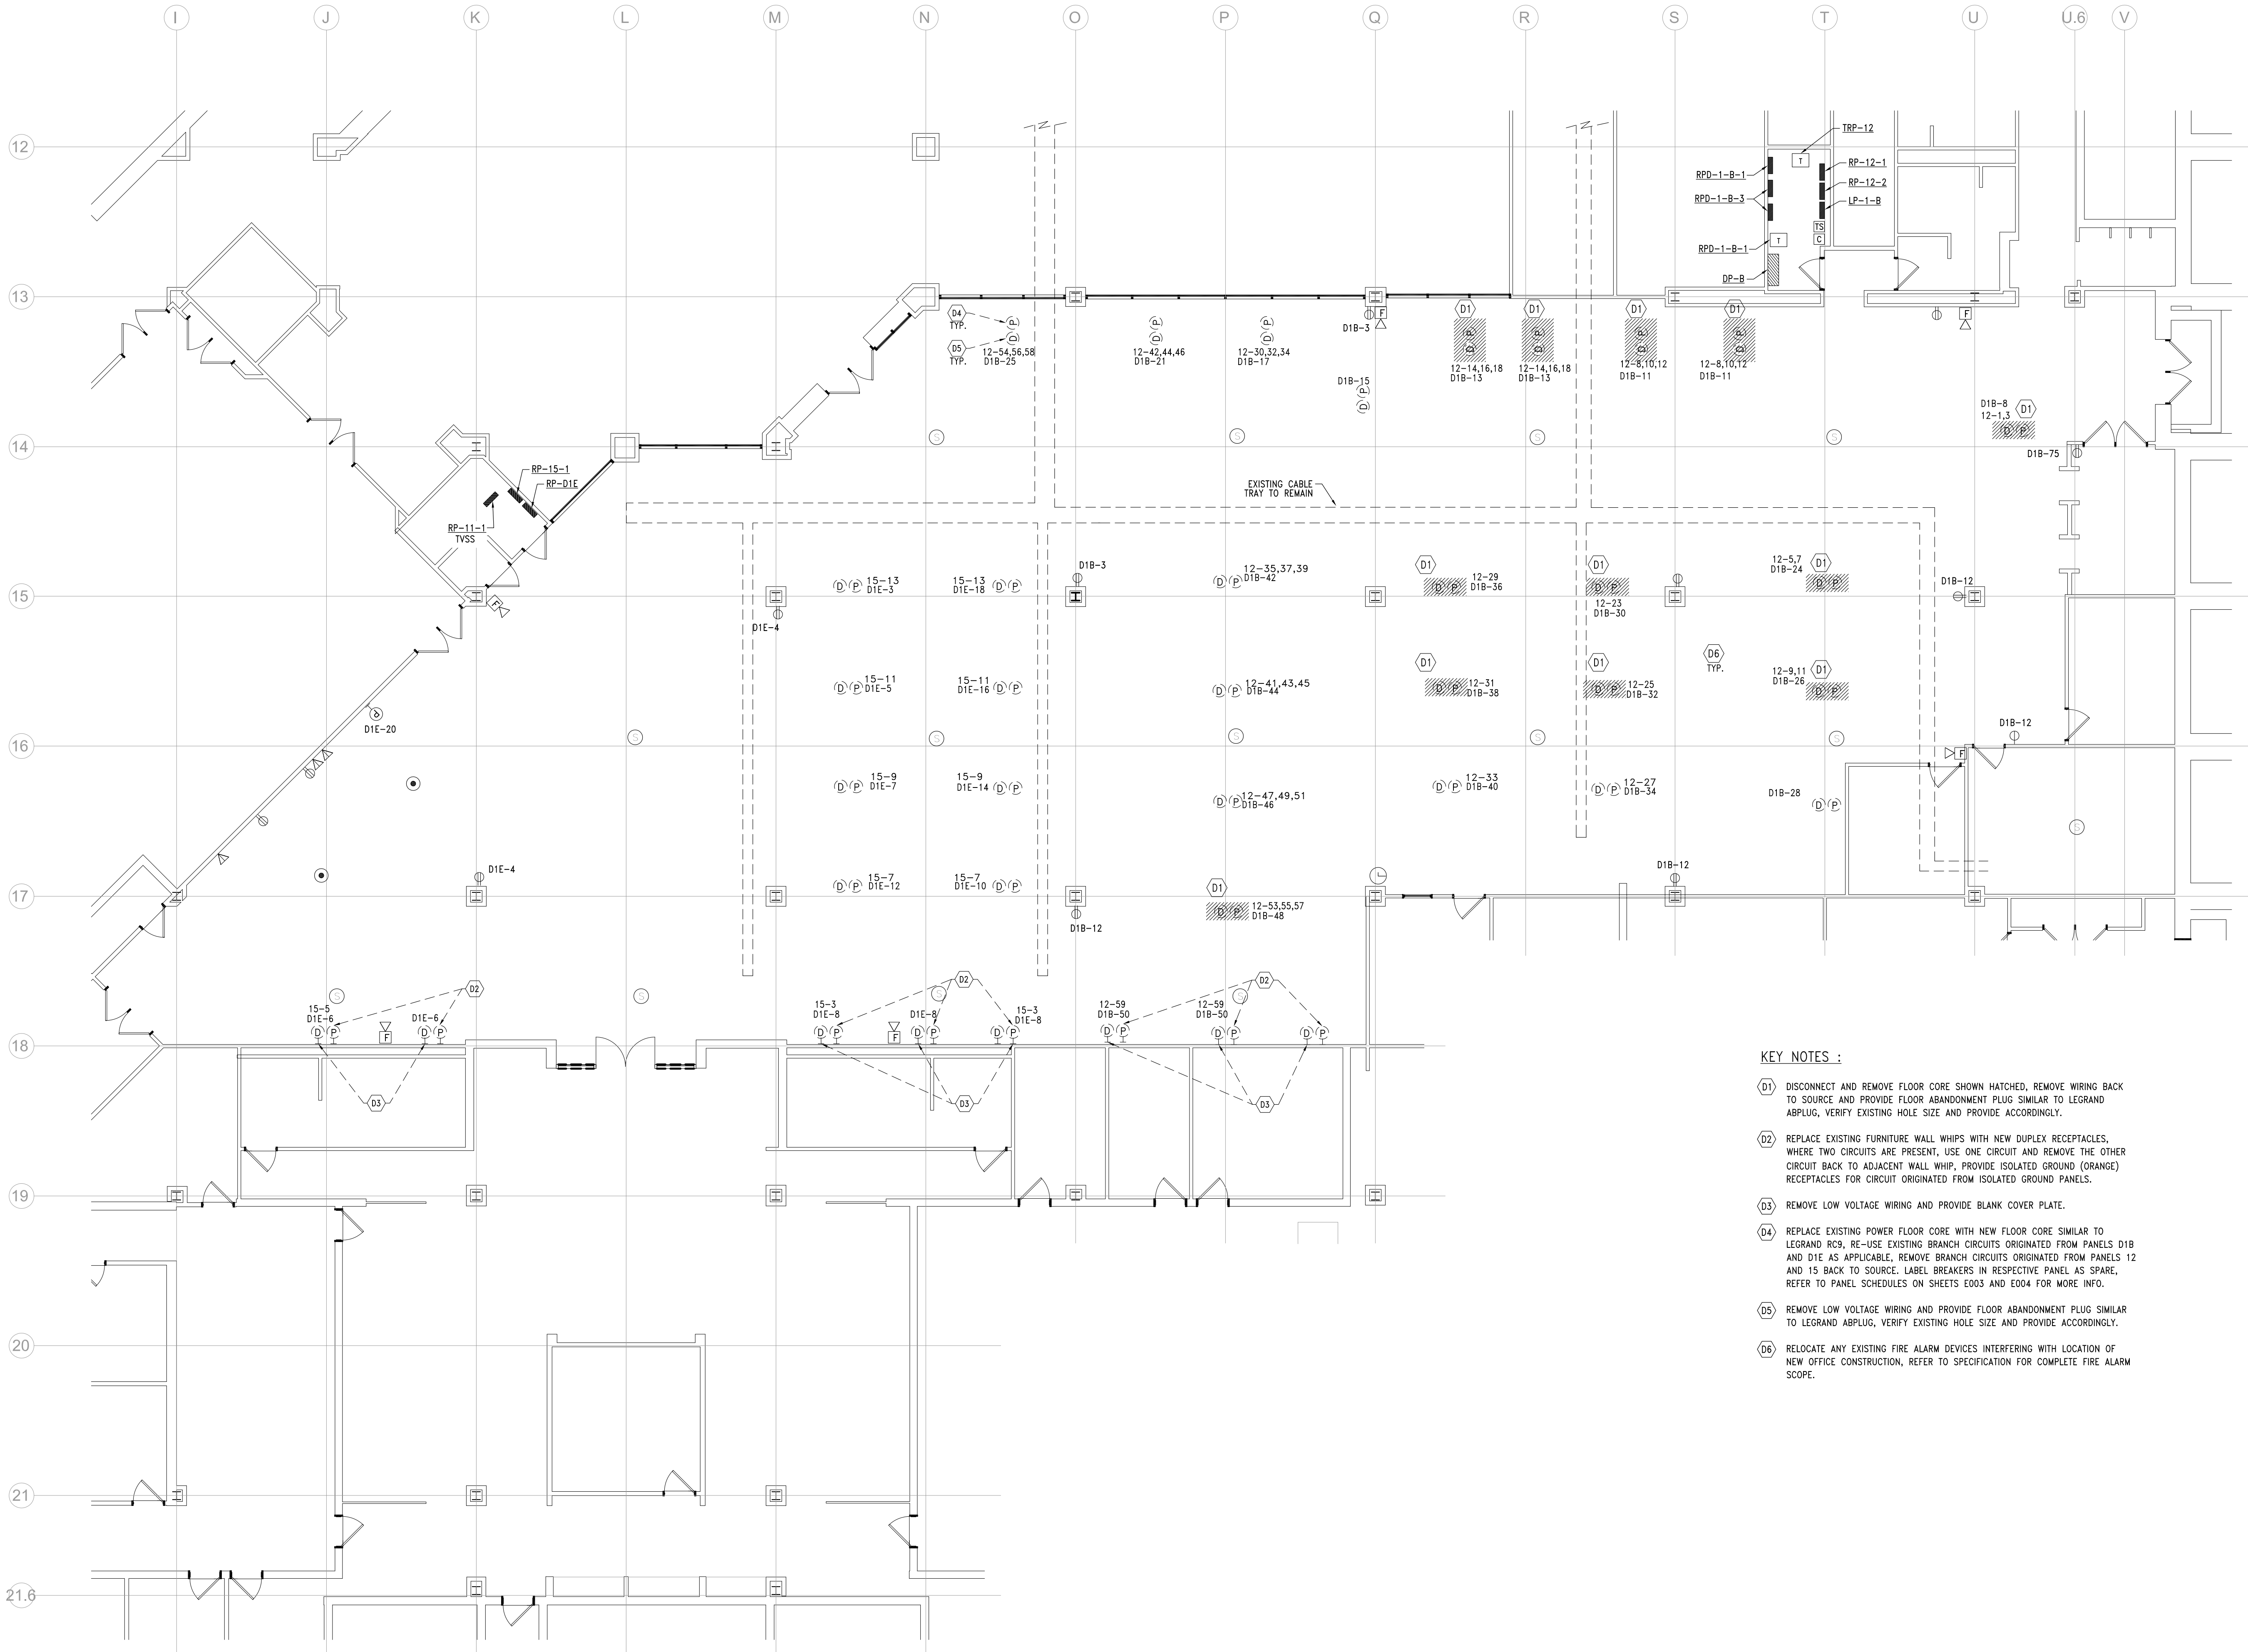 I J K L M N O P Q R S T U U.6 V
12
TRP-12
RPD-1-B-1
T
RP-12-1
RPD-1-B-3
RP-12-2
LP-1-B
TS
RPD-1-B-1
T
C
DP-B
13
D4
TYP.
D5
TYP.
P
D
12-54,56,58
D1B-25
P
D
12-42,44,46
D1B-21
P
D
12-30,32,34
D1B-17
D1B-3
F
D1
D P
12-14,16,18
D1B-13
D1
D P
12-14,16,18
D1B-13
D1
D P
12-8,10,12
D1B-11
D1
D P
12-8,10,12
D1B-11
F
D1B-15
P
D
D1B-8
12-1,3
D1
D P
14
S S S S
D1B-75
RP-15-1
RP-D1E
RP-11-1
TVSS
EXISTING CABLE
TRAY TO REMAIN
15
F
D1E-4
D P
15-13
D1E-3
15-13
D1E-18
D P
D1B-3
D P
12-35,37,39
D1B-42
D1
D P
12-29
D1B-36
D1
D P
12-23
D1B-30
12-5,7
D1B-24
D1
D P
D1B-12
D P
15-11
D1E-5
15-11
D1E-16
D P
D P
12-41,43,45
D1B-44
D1
D P
12-31
D1B-38
D1
D P
12-25
D1B-32
D6
TYP.
12-9,11
D1B-26
D1
D P
D1E-20
D1B-12
16
S S S S S
F
D P
15-9
D1E-7
15-9
D1E-14
D P
D P
12-47,49,51
D1B-46
D P
12-33
D1B-40
D P
12-27
D1B-34
D1B-28
D P
S
17
D1E-4
D P
15-7
D1E-12
15-7
D1E-10
D P
D1B-12
D1
D P
12-53,55,57
D1B-48
D1B-12
D2
D2
D2
S S S S
15-5
D1E-6
D P
F
D1E-6
D P
15-3
D1E-8
D P
F
D1E-8
D P
15-3
D1E-8
D P
12-59
D1B-50
D P
12-59
D1B-50
D P
D P
18
D3
D3
D3
19
20
21
21.6
KEY NOTES :
D1 DISCONNECT AND REMOVE FLOOR CORE SHOWN HATCHED, REMOVE WIRING BACK
TO SOURCE AND PROVIDE FLOOR ABANDONMENT PLUG SIMILAR TO LEGRAND
ABPLUG, VERIFY EXISTING HOLE SIZE AND PROVIDE ACCORDINGLY.
D2 REPLACE EXISTING FURNITURE WALL WHIPS WITH NEW DUPLEX RECEPTACLES,
WHERE TWO CIRCUITS ARE PRESENT, USE ONE CIRCUIT AND REMOVE THE OTHER
CIRCUIT BACK TO ADJACENT WALL WHIP, PROVIDE ISOLATED GROUND (ORANGE)
RECEPTACLES FOR CIRCUIT ORIGINATED FROM ISOLATED GROUND PANELS.
D3 REMOVE LOW VOLTAGE WIRING AND PROVIDE BLANK COVER PLATE.
D4 REPLACE EXISTING POWER FLOOR CORE WITH NEW FLOOR CORE SIMILAR TO
LEGRAND RC9, RE-USE EXISTING BRANCH CIRCUITS ORIGINATED FROM PANELS D1B
AND D1E AS APPLICABLE, REMOVE BRANCH CIRCUITS ORIGINATED FROM PANELS 12
AND 15 BACK TO SOURCE. LABEL BREAKERS IN RESPECTIVE PANEL AS SPARE,
REFER TO PANEL SCHEDULES ON SHEETS E003 AND E004 FOR MORE INFO.
D5 REMOVE LOW VOLTAGE WIRING AND PROVIDE FLOOR ABANDONMENT PLUG SIMILAR
TO LEGRAND ABPLUG, VERIFY EXISTING HOLE SIZE AND PROVIDE ACCORDINGLY.
D6 RELOCATE ANY EXISTING FIRE ALARM DEVICES INTERFERING WITH LOCATION OF
NEW OFFICE CONSTRUCTION, REFER TO SPECIFICATION FOR COMPLETE FIRE ALARM
SCOPE.